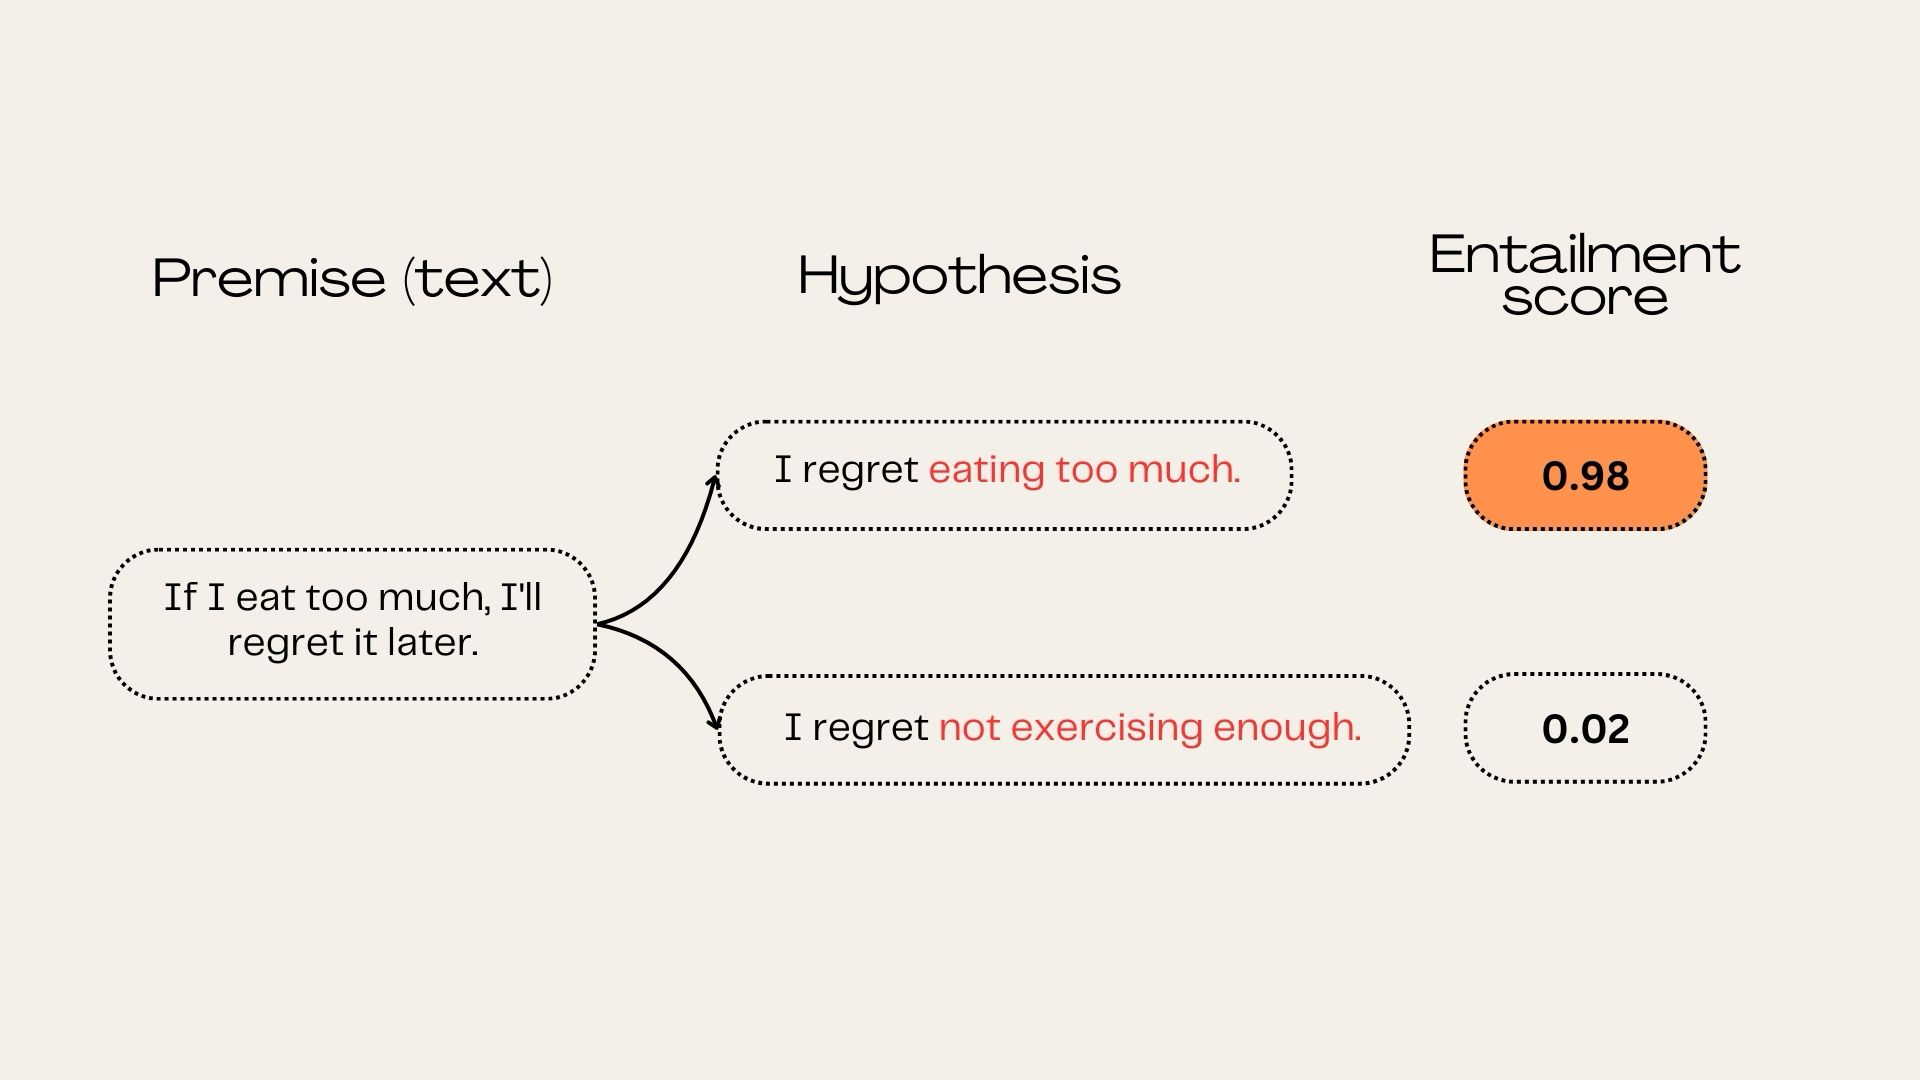 Premise (text)
Hypothesis
Entailment
score
If I eat too much, I'll
regret it later.
I regret eating too much.
0.98
I regret not exercising enough.
0.02